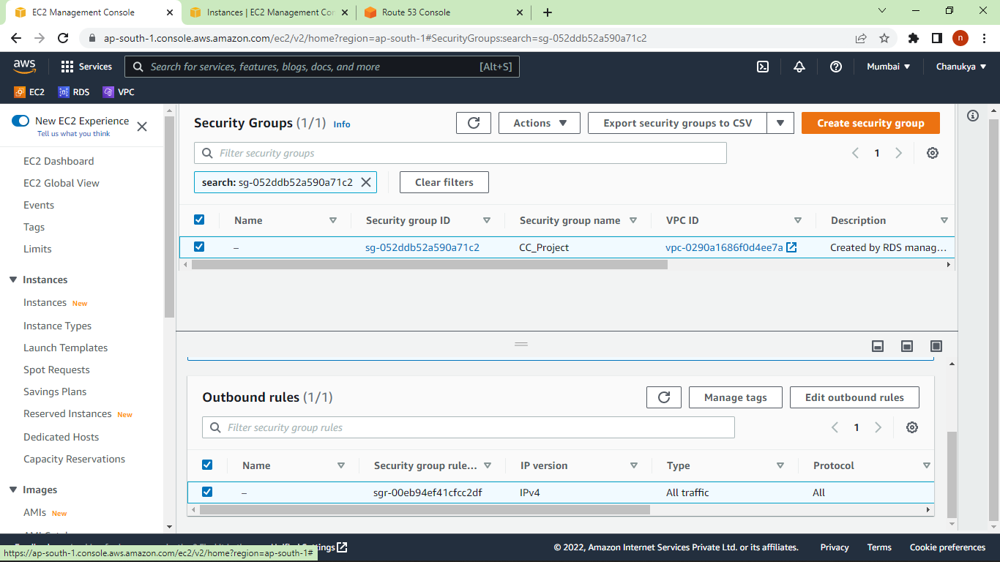 EC2 Management Console
Instances | EC2 Management Con
Route 53 Console
ap-south-1.console.aws.amazon.com/ec2/v2/home?region=ap-south-1#SecurityGroups:search=sg-052ddb52a590a71c2
n
aws
Services
Search for services, features, blogs, docs, and more
[Alt+S]
Mumbai
Chanukya
EC2
RDS
VPC
New EC2 Experience
Tell us what you think
EC2 Dashboard
EC2 Global View
Events
Tags
Limits
Instances
Instances New
Instance Types
Launch Templates
Spot Requests
Savings Plans
Reserved Instances New
Dedicated Hosts
Capacity Reservations
Images
AMIs New
Security Groups (1/1) Info
Actions
Export security groups to CSV
Create security group
Filter security groups
1
search: sg-052ddb52a590a71c2
Clear filters
Name Security group ID Security group name VPC ID Description
– sg-052ddb52a590a71c2 CC_Project vpc-0290a1686f0d4ee7a Created by RDS manag...
Outbound rules (1/1)
Manage tags
Edit outbound rules
Filter security group rules
1
Name Security group rule... IP version Type Protocol
– sgr-00eb94ef41cfcc2df IPv4 All traffic All
https://ap-south-1.console.aws.amazon.com/ec2/v2/home?region=ap-south-1#
© 2022, Amazon Internet Services Private Ltd. or its affiliates.
Privacy
Terms
Cookie preferences